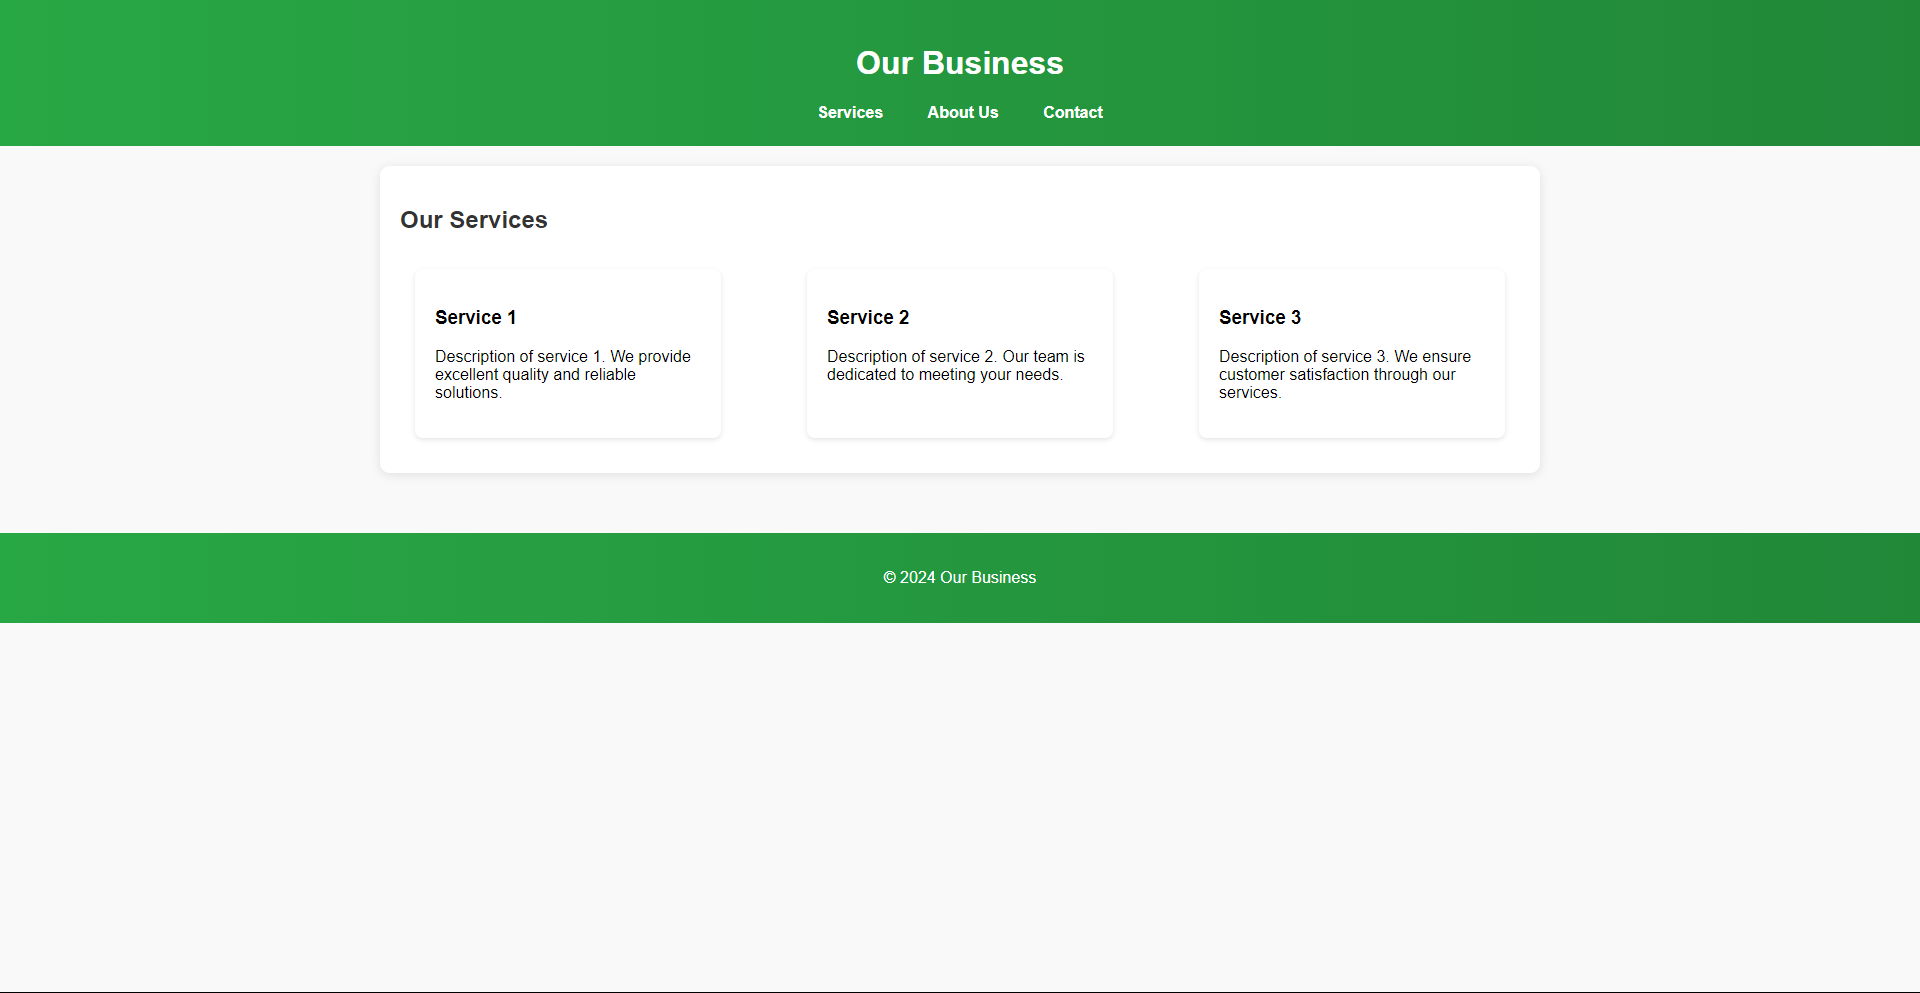 Our Business
Services About Us Contact
Our Services
Service 1
Description of service 1. We provide
excellent quality and reliable
solutions.
Service 2
Description of service 2. Our team is
dedicated to meeting your needs.
Service 3
Description of service 3. We ensure
customer satisfaction through our
services.
© 2024 Our Business